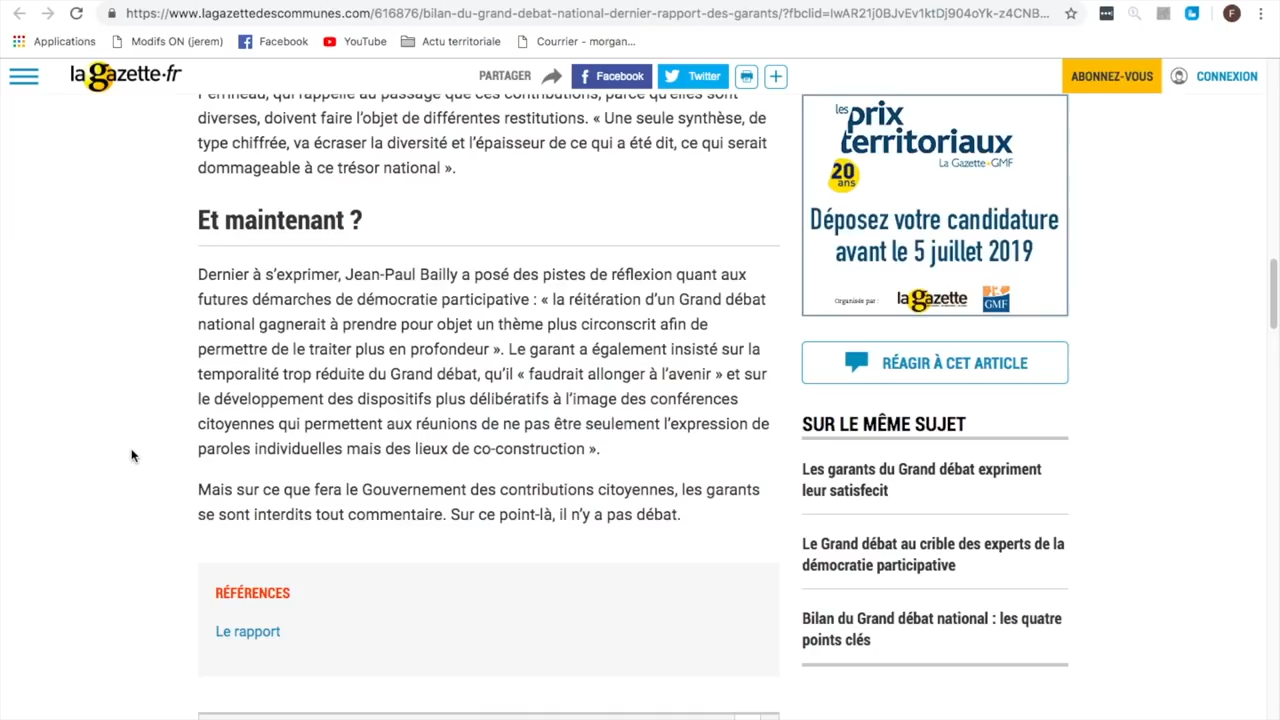 https://www.lagazettedescommunes.com/616876/bilan-du-grand-debat-national-dernier-rapport-des-garants/?fbclid=IwAR21j0BJvEv1ktDj904oYk-z4CNB...
F
Applications
Modifs ON (jerem)
Facebook
YouTube
Actu territoriale
Courrier - morgan...
la gazette.fr
PARTAGER
Facebook
Twitter
ABONNEZ-VOUS
CONNEXION
Perrineau, qui rappelle au passage que ces contributions, parce qu'elles sont
diverses, doivent faire l'objet de différentes restitutions. « Une seule synthèse, de
type chiffrée, va écraser la diversité et l'épaisseur de ce qui a été dit, ce qui serait
dommageable à ce trésor national ».
Et maintenant ?
Dernier à s'exprimer, Jean-Paul Bailly a posé des pistes de réflexion quant aux
futures démarches de démocratie participative : « la réitération d'un Grand débat
national gagnerait à prendre pour objet un thème plus circonscrit afin de
permettre de le traiter plus en profondeur ». Le garant a également insisté sur la
temporalité trop réduite du Grand débat, qu'il « faudrait allonger à l'avenir » et sur
le développement des dispositifs plus délibératifs à l'image des conférences
citoyennes qui permettent aux réunions de ne pas être seulement l'expression de
paroles individuelles mais des lieux de co-construction ».
Mais sur ce que fera le Gouvernement des contributions citoyennes, les garants
se sont interdits tout commentaire. Sur ce point-là, il n'y a pas débat.
RÉFÉRENCES
Le rapport
les prix
territoriaux
La Gazette•GMF
20
ans
Déposez votre candidature
avant le 5 juillet 2019
Organisés par :
la gazette
GMF
RÉAGIR À CET ARTICLE
SUR LE MÊME SUJET
Les garants du Grand débat expriment
leur satisfecit
Le Grand débat au crible des experts de la
démocratie participative
Bilan du Grand débat national : les quatre
points clés